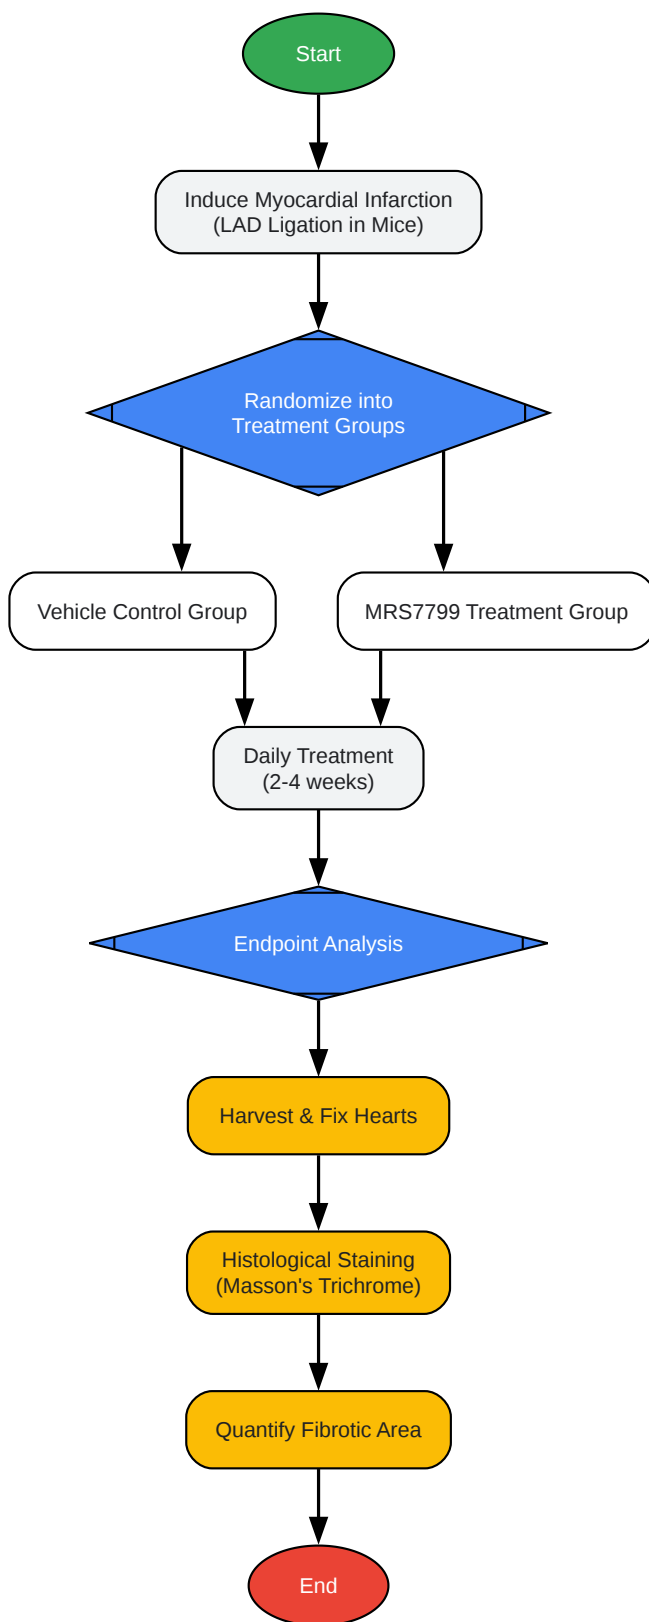 Start
Induce Myocardial Infarction
(LAD Ligation in Mice)
Randomize into
Treatment Groups
Vehicle Control Group
MRS7799 Treatment Group
Daily Treatment
(2-4 weeks)
Endpoint Analysis
Harvest & Fix Hearts
Histological Staining
(Masson's Trichrome)
Quantify Fibrotic Area
End